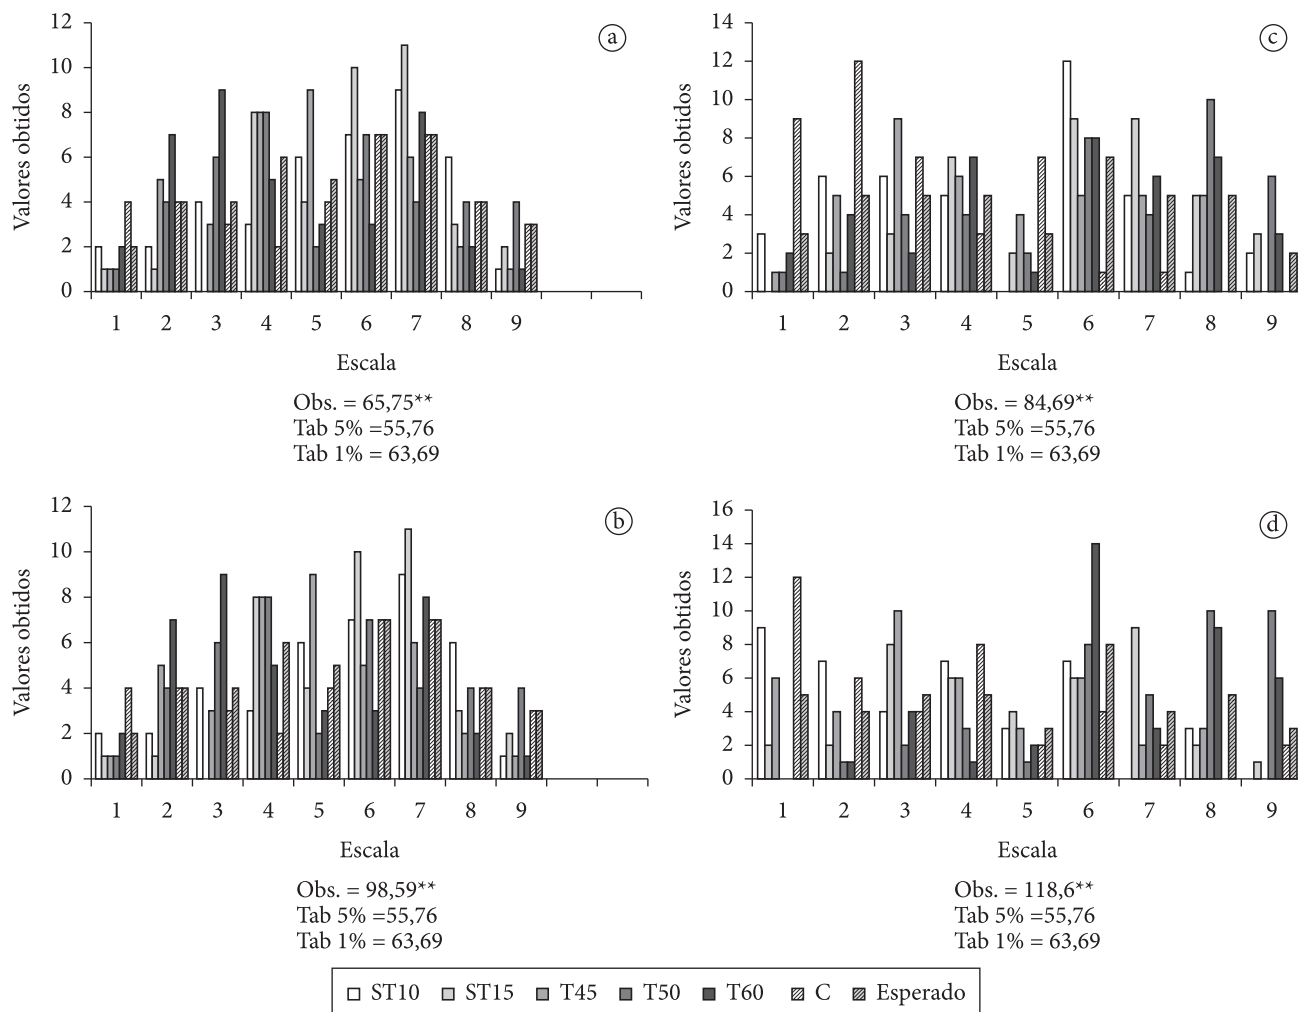 a
12
10
8
6
4
2
0
Valores obtidos
1 2 3 4 5 6 7 8 9
Escala
Obs. = 65,75**
Tab 5% =55,76
Tab 1% = 63,69
c
14
12
10
8
6
4
2
0
Valores obtidos
1 2 3 4 5 6 7 8 9
Escala
Obs. = 84,69**
Tab 5% =55,76
Tab 1% = 63,69
b
12
10
8
6
4
2
0
Valores obtidos
1 2 3 4 5 6 7 8 9
Escala
Obs. = 98,59**
Tab 5% =55,76
Tab 1% = 63,69
d
16
14
12
10
8
6
4
2
0
Valores obtidos
1 2 3 4 5 6 7 8 9
Escala
Obs. = 118,6**
Tab 5% =55,76
Tab 1% = 63,69
ST10 ST15 T45 T50 T60 C Esperado